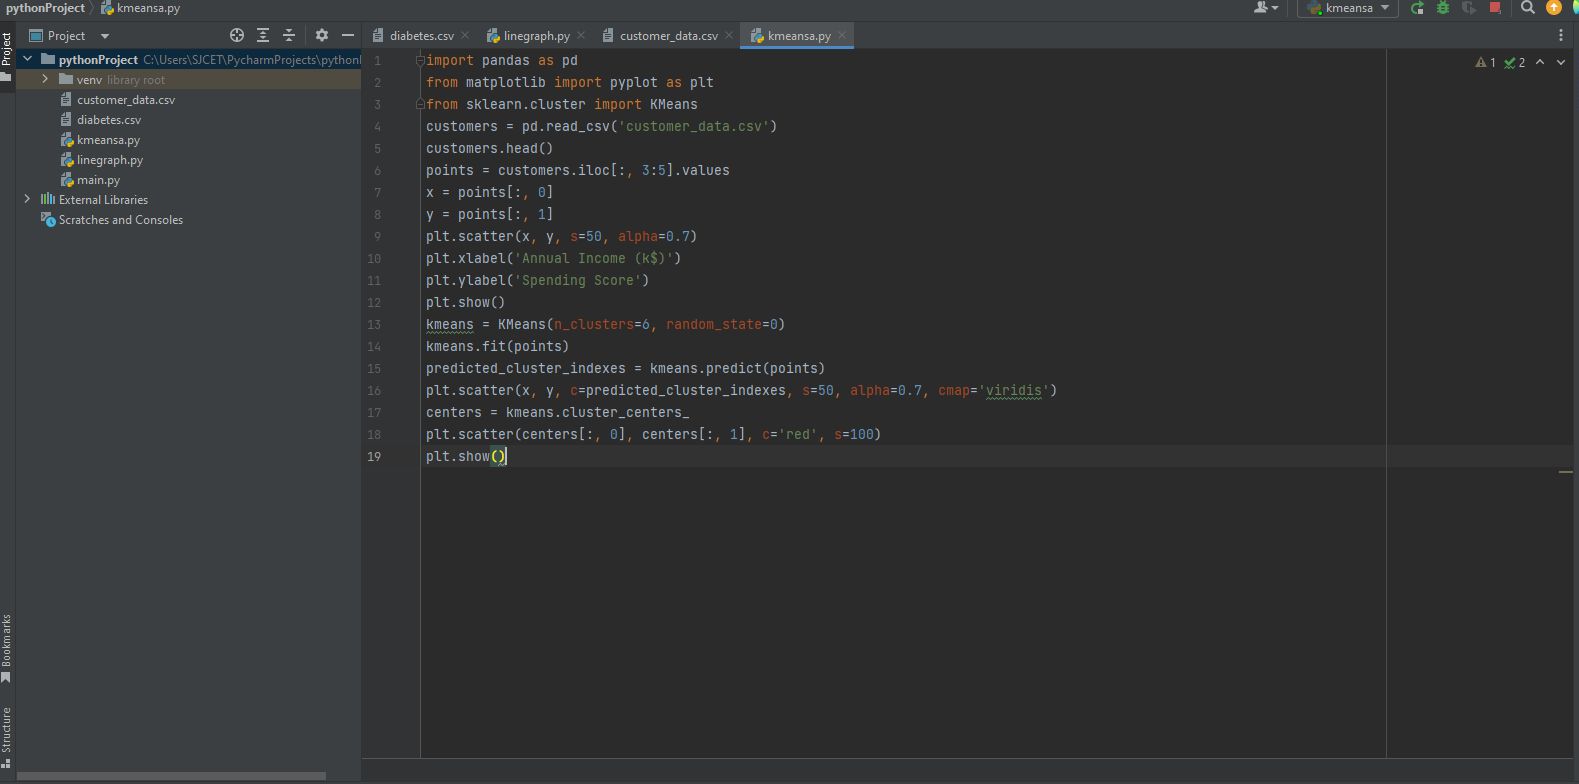 pythonProject kmeansa.py
kmeansa
Project
diabetes.csv linegraph.py customer_data.csv kmeansa.py
Project
pythonProject C:\Users\SJCET\PycharmProjects\pythonI
venv library root
customer_data.csv
diabetes.csv
kmeansa.py
linegraph.py
main.py
External Libraries
Scratches and Consoles
1 2
1 import pandas as pd
2 from matplotlib import pyplot as plt
3 from sklearn.cluster import KMeans
4 customers = pd.read_csv('customer_data.csv')
5 customers.head()
6 points = customers.iloc[:, 3:5].values
7 x = points[:, 0]
8 y = points[:, 1]
9 plt.scatter(x, y, s=50, alpha=0.7)
10 plt.xlabel('Annual Income (k$)')
11 plt.ylabel('Spending Score')
12 plt.show()
13 kmeans = KMeans(n_clusters=6, random_state=0)
14 kmeans.fit(points)
15 predicted_cluster_indexes = kmeans.predict(points)
16 plt.scatter(x, y, c=predicted_cluster_indexes, s=50, alpha=0.7, cmap='viridis')
17 centers = kmeans.cluster_centers_
18 plt.scatter(centers[:, 0], centers[:, 1], c='red', s=100)
19 plt.show()
Bookmarks
Structure